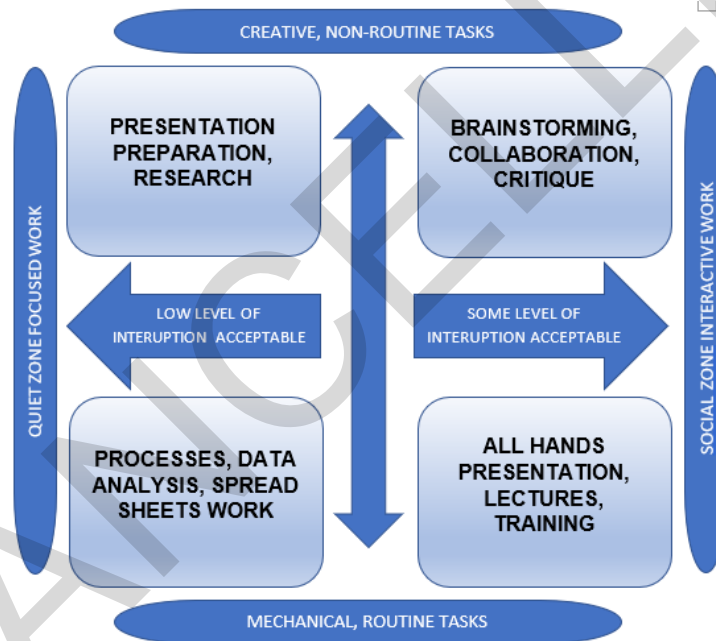 CREATIVE, NON-ROUTINE TASKS
QUIET ZONE FOCUSED WORK
PRESENTATION
PREPARATION,
RESEARCH
BRAINSTORMING,
COLLABORATION,
CRITIQUE
SOCIAL ZONE INTERACTIVE WORK
LOW LEVEL OF
INTERUPTION ACCEPTABLE
SOME LEVEL OF
INTERUPTION ACCEPTABLE
PROCESSES, DATA
ANALYSIS, SPREAD
SHEETS WORK
ALL HANDS
PRESENTATION,
LECTURES,
TRAINING
MECHANICAL, ROUTINE TASKS
ANCELL